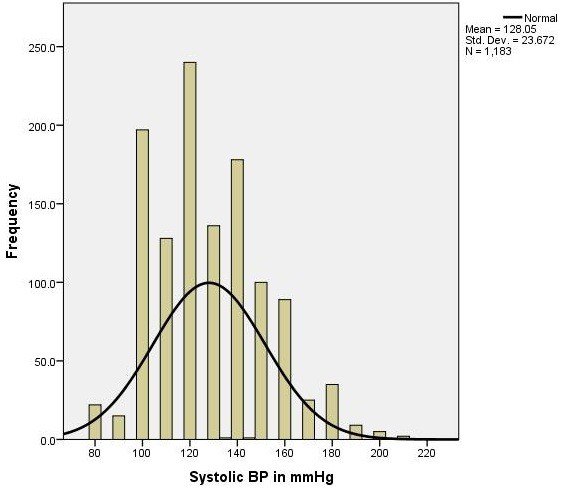 Normal
Mean = 128.05
Std. Dev. = 23.672
N = 1,183
250.0
200.0
150.0
100.0
50.0
0.0
Frequency
80 100 120 140 160 180 200 220
Systolic BP in mmHg